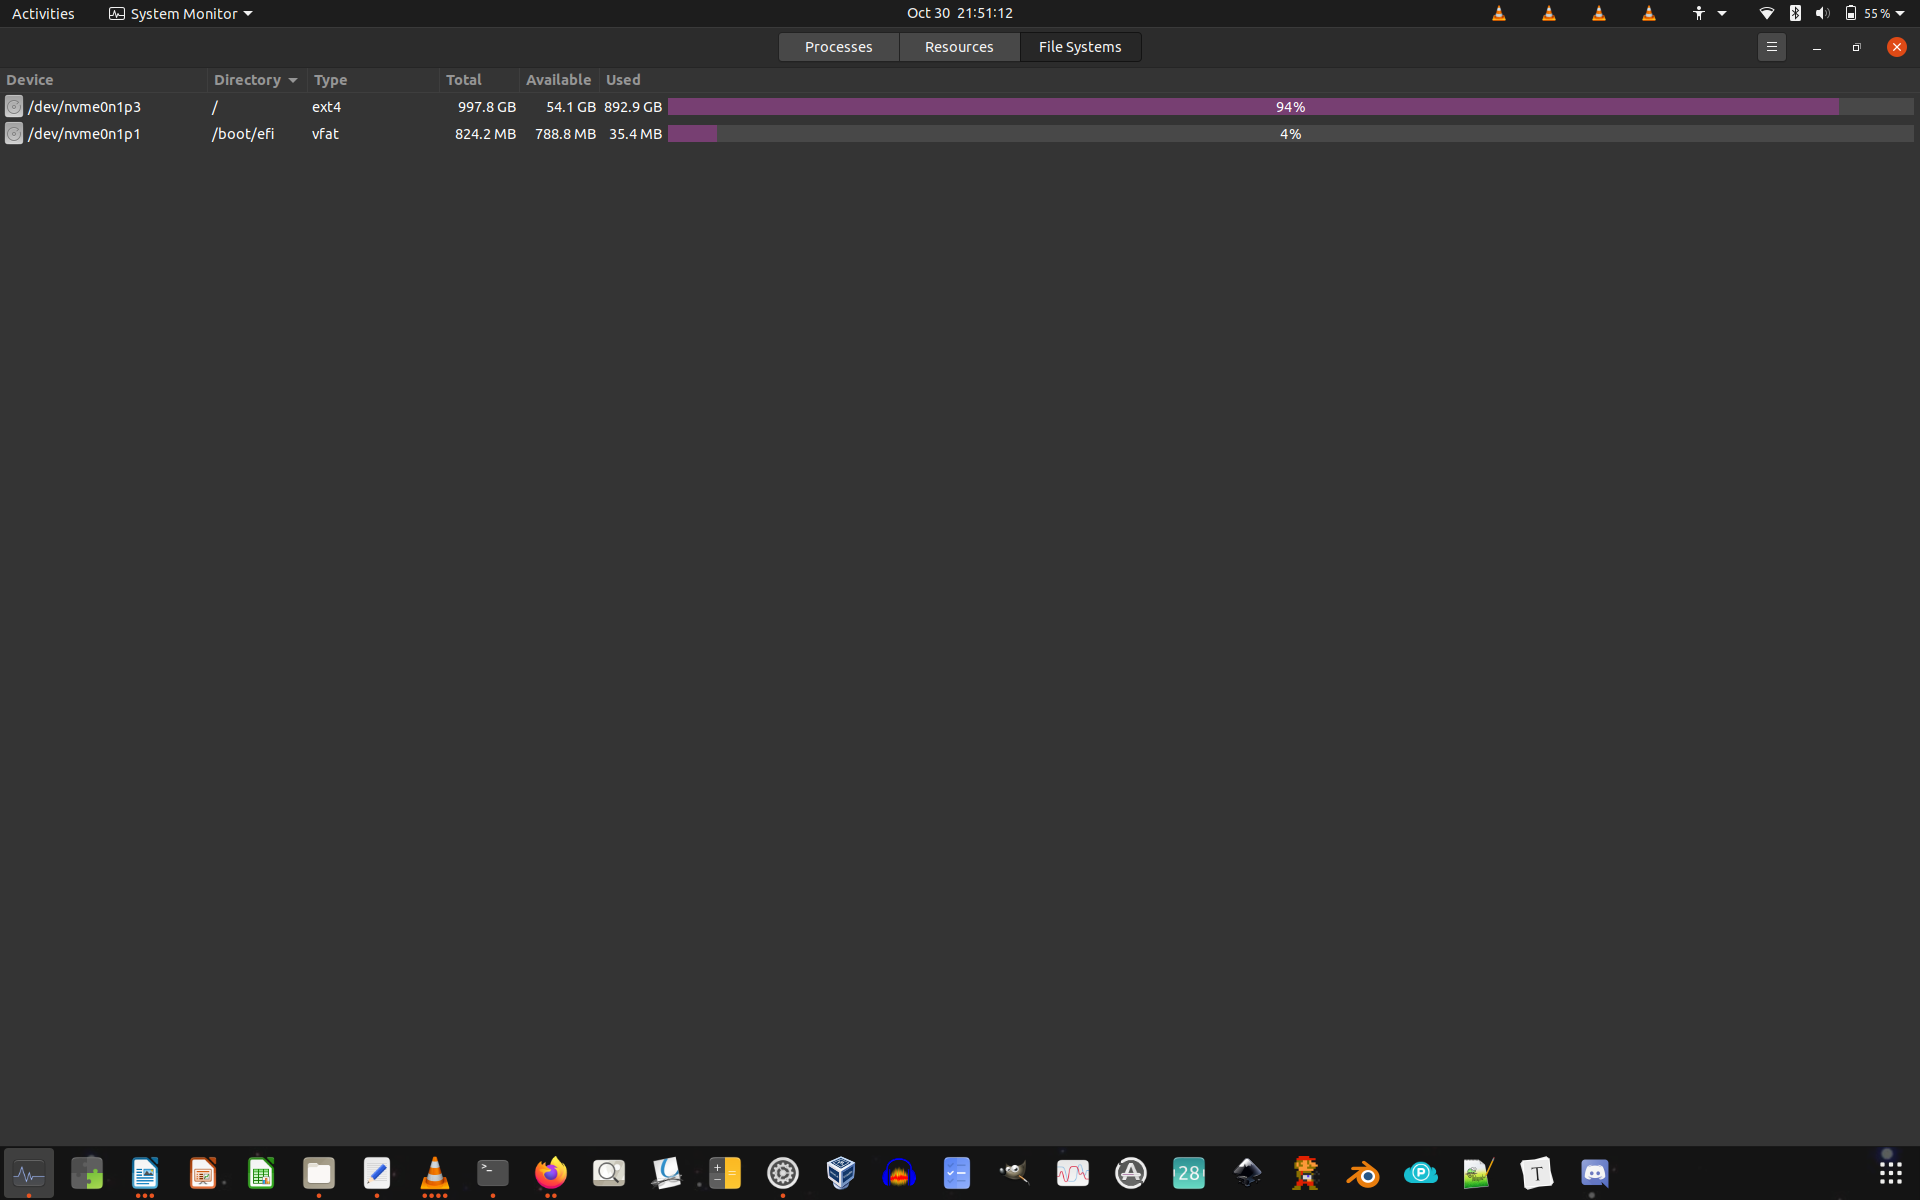 Activities System Monitor Oct 30 21:51:12 55 %
Processes Resources File Systems
Device Directory Type Total Available Used
/dev/nvme0n1p3 / ext4 997.8 GB 54.1 GB 892.9 GB 94%
/dev/nvme0n1p1 /boot/efi vfat 824.2 MB 788.8 MB 35.4 MB 4%
28